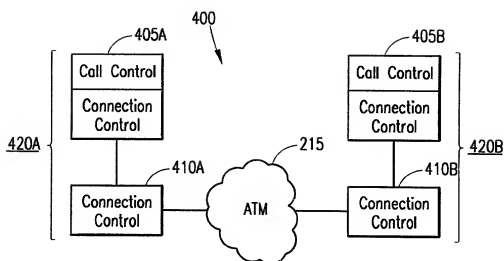 400
405A
Call Control
Connection
Control
420A
410A
Connection
Control
215
ATM
405B
Call Control
Connection
Control
420B
410B
Connection
Control